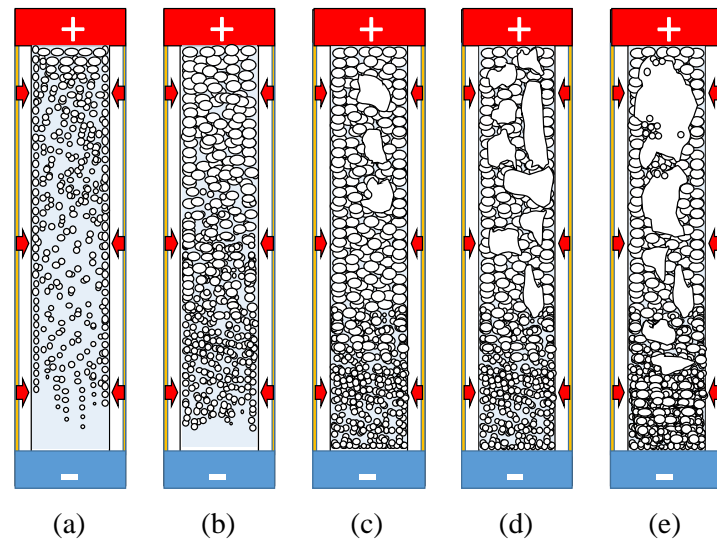 + + + + +
- - - - -
(a) (b) (c) (d) (e)